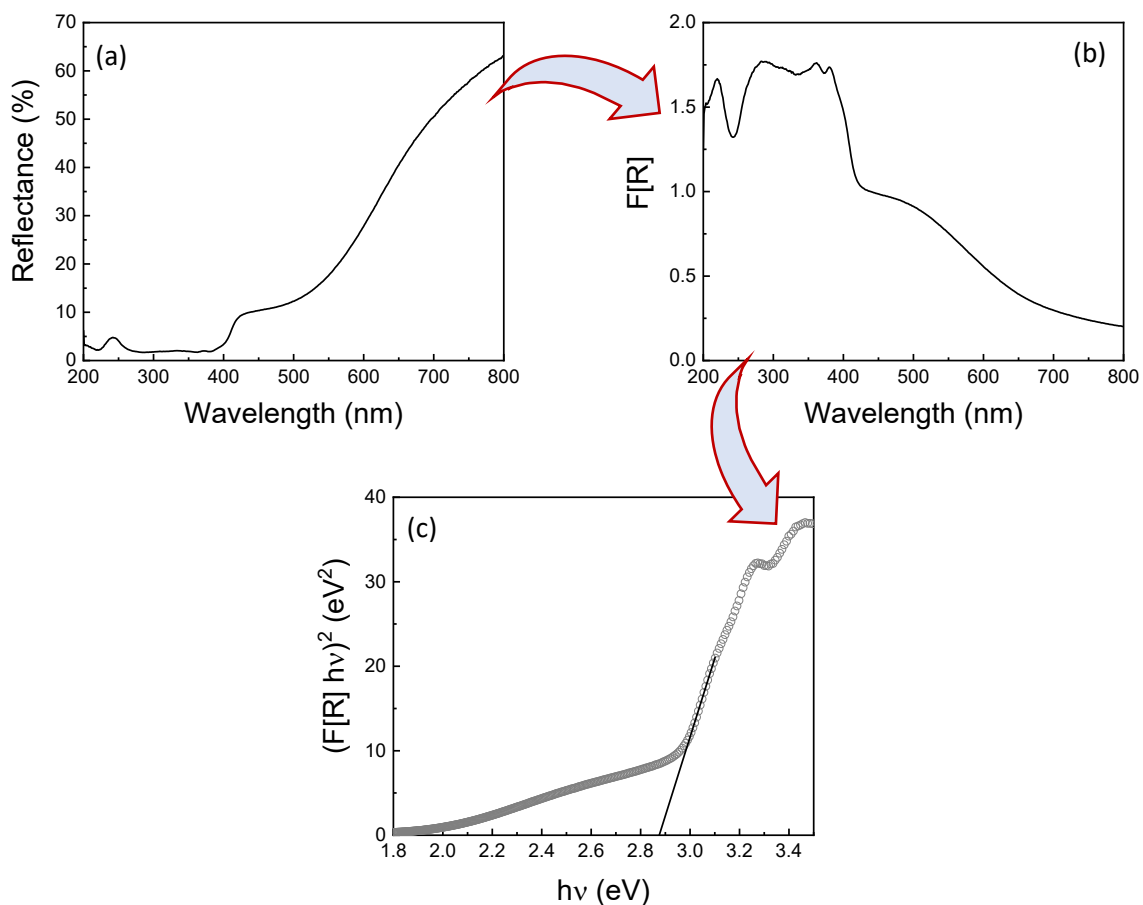 (a)
Reflectance (%)
70
60
50
40
30
20
10
0
200 300 400 500 600 700 800
Wavelength (nm)
(b)
F[R]
2.0
1.5
1.0
0.5
0.0
200 300 400 500 600 700 800
Wavelength (nm)
(c)
(F[R] hν)² (eV²)
40
30
20
10
0
1.8 2.0 2.2 2.4 2.6 2.8 3.0 3.2 3.4
hν (eV)